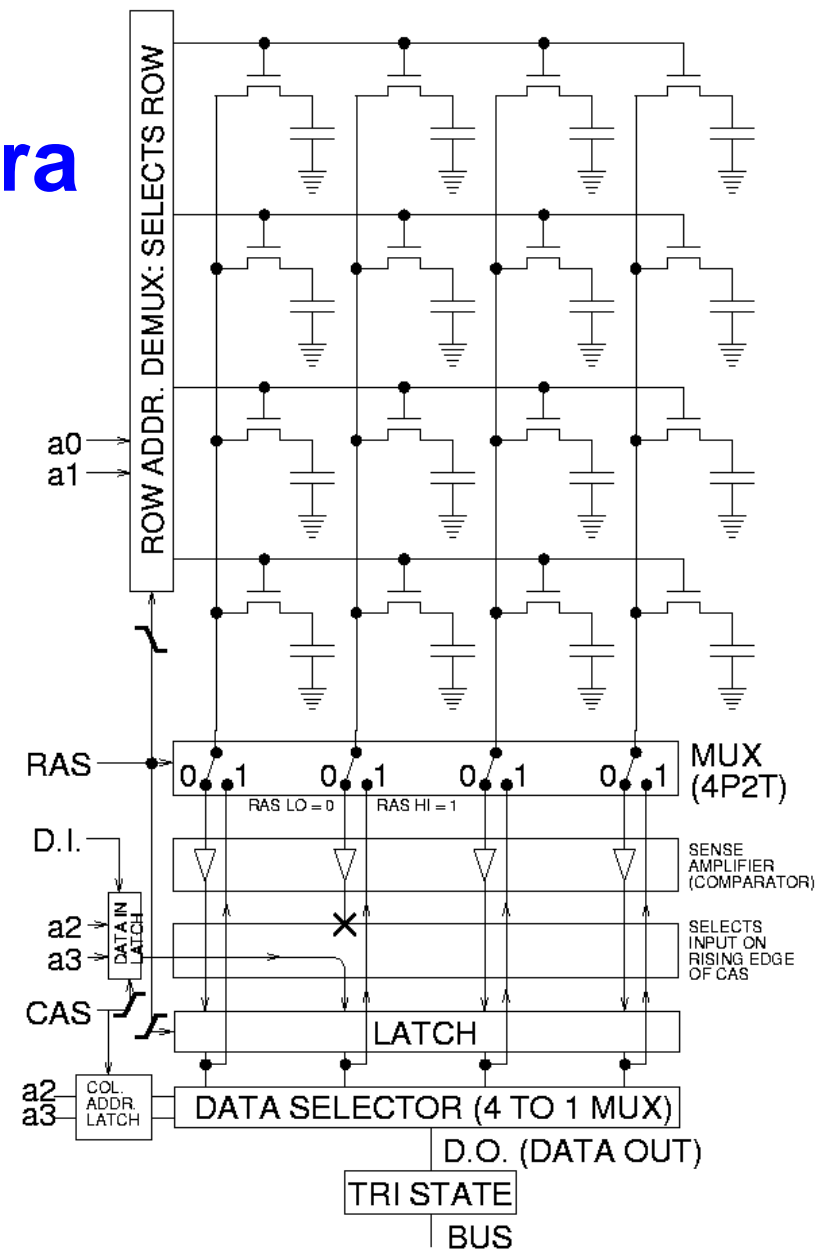 ra
ROW ADDR. DEMUX: SELECTS ROW
a0
a1
RAS
0 1 0 1 0 1 0 1
MUX
(4P2T)
RAS LO = 0 RAS HI = 1
D.I.
SENSE
AMPLIFIER
(COMPARATOR)
DATA IN
LATCH
a2
a3
SELECTS
INPUT ON
RISING EDGE
OF CAS
CAS
LATCH
a2
a3
COL.
ADDR.
LATCH
DATA SELECTOR (4 TO 1 MUX)
D.O. (DATA OUT)
TRI STATE
BUS